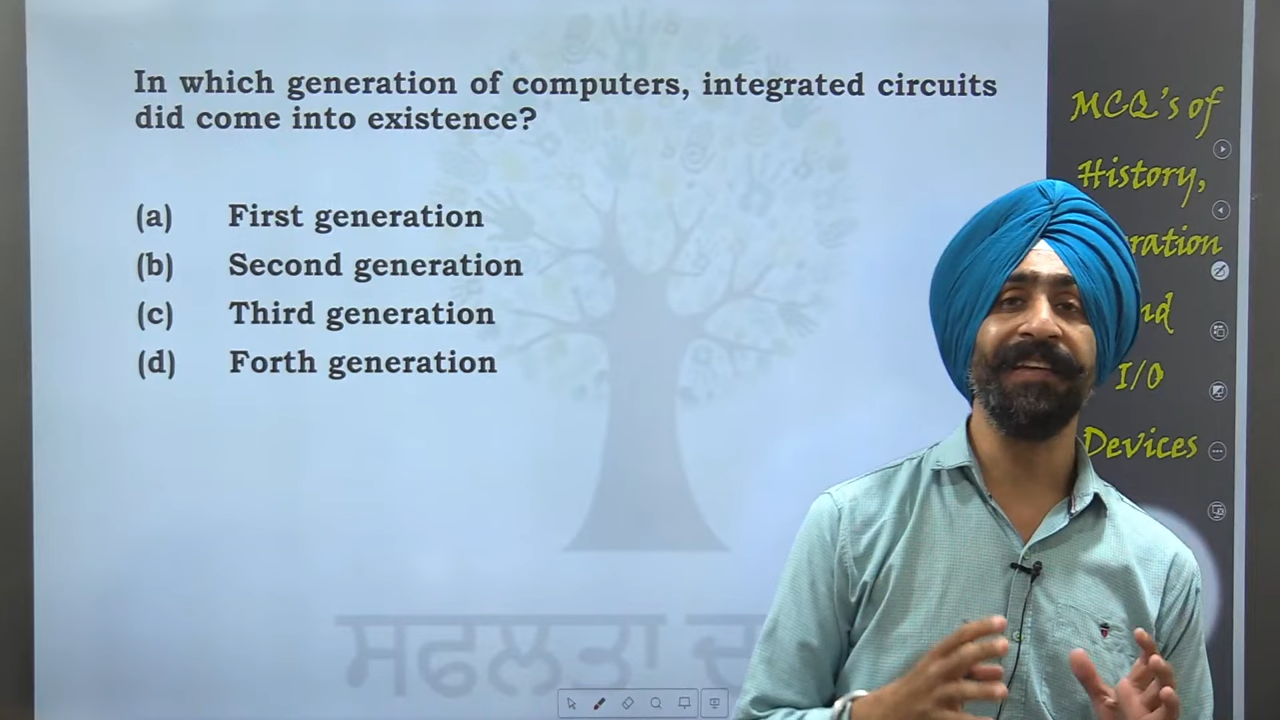 In which generation of computers, integrated circuits
did come into existence?
(a) First generation
(b) Second generation
(c) Third generation
(d) Forth generation
ਸਫਲਤਾ
MCQ's of
History,
I/O
Devices